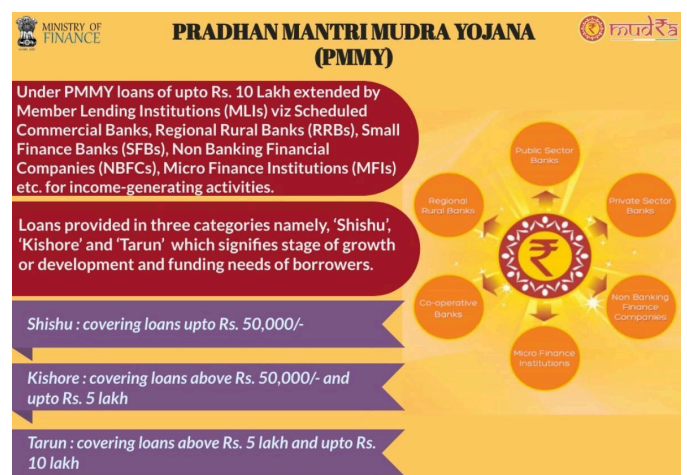 MINISTRY OF
FINANCE
PRADHAN MANTRI MUDRA YOJANA
(PMMY)
mudRa
Under PMMY loans of upto Rs. 10 Lakh extended by
Member Lending Institutions (MLIs) viz Scheduled
Commercial Banks, Regional Rural Banks (RRBs), Small
Finance Banks (SFBs), Non Banking Financial
Companies (NBFCs), Micro Finance Institutions (MFIs)
etc. for income-generating activities.
Loans provided in three categories namely, ‘Shishu’,
‘Kishore’ and ‘Tarun’ which signifies stage of growth
or development and funding needs of borrowers.
Shishu : covering loans upto Rs. 50,000/-
Kishore : covering loans above Rs. 50,000/- and
upto Rs. 5 lakh
Tarun : covering loans above Rs. 5 lakh and upto Rs.
10 lakh
Public Sector
Banks
Regional
Rural Banks
Private Sector
Banks
₹
Co-operative
Banks
Non Banking
Finance
Companies
Micro Finance
Institutions